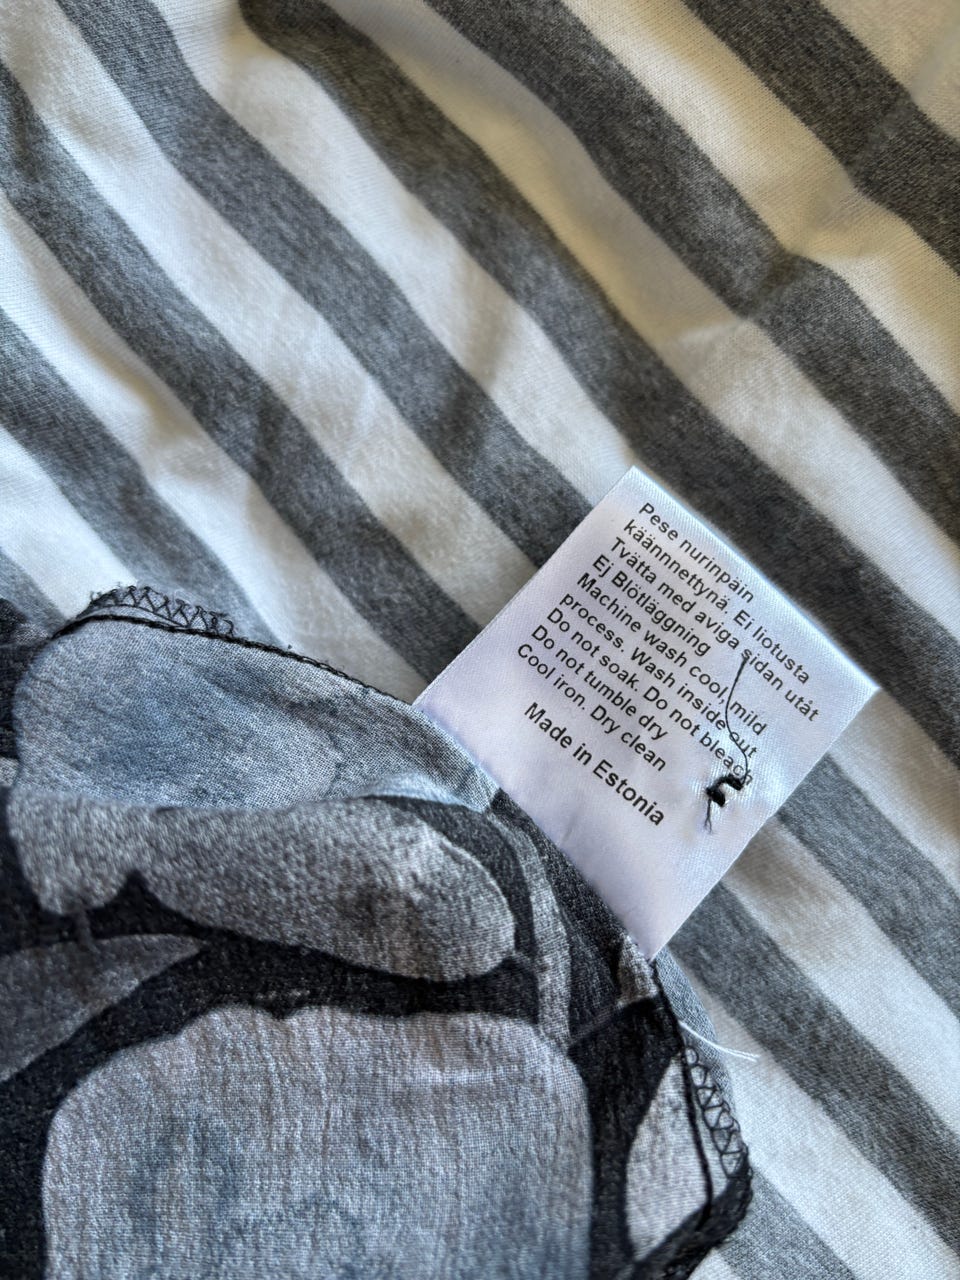 Pese nurinpäin
käännnettynä. Ei liotusta
Tvätta med aviga sidan utåt
Ej Blötläggning
Machine wash cool, mild
process. Wash inside out
Do not soak. Do not bleach
Do not tumble dry
Cool iron. Dry clean
Made in Estonia